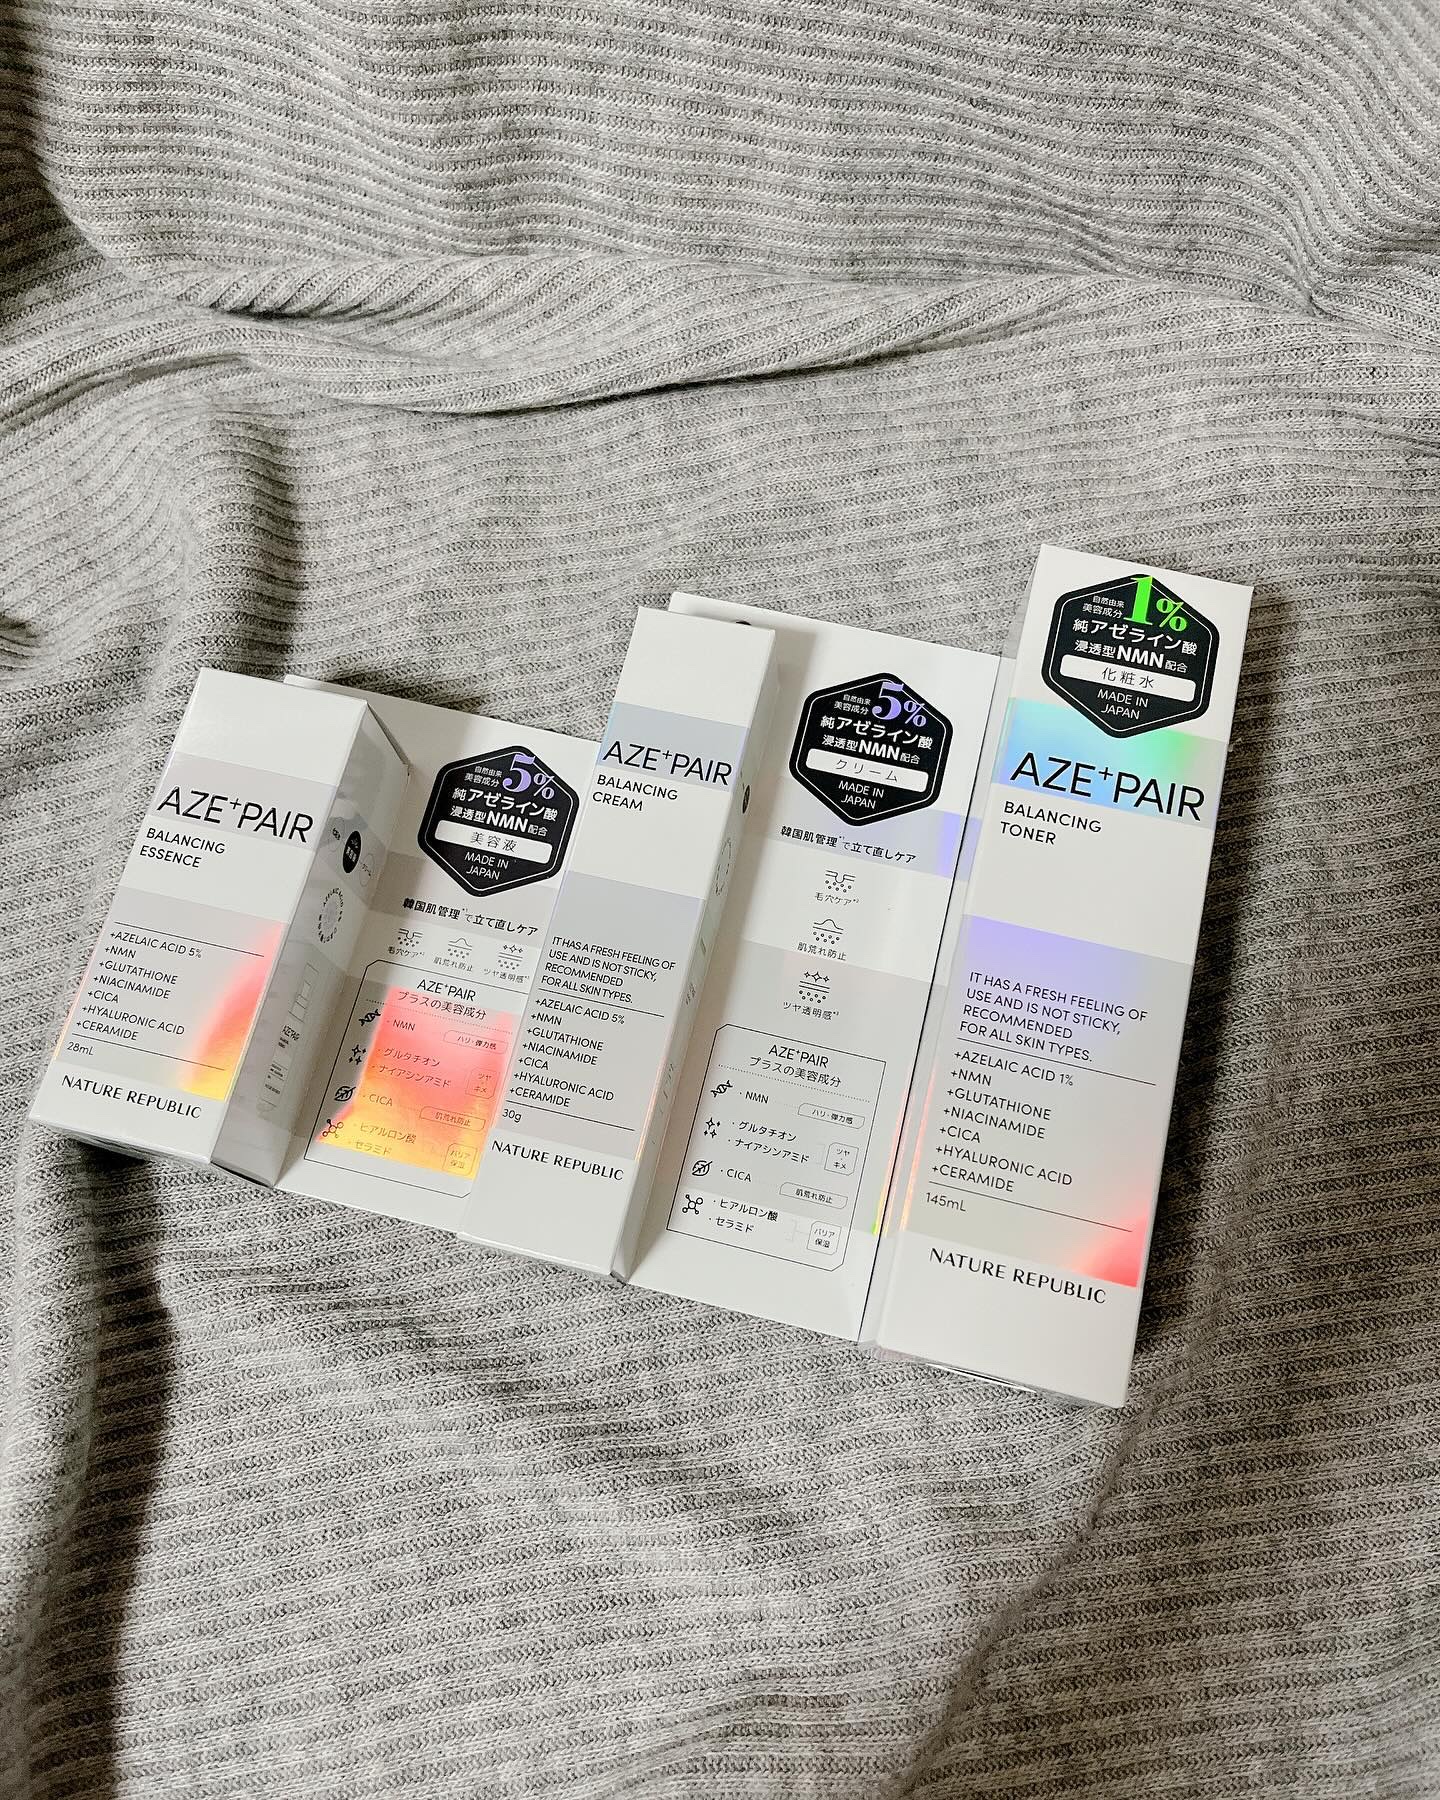 AZE+PAIR
BALANCING
ESSENCE
+AZELAIC ACID 5%
+NMN
+GLUTATHIONE
+NIACINAMIDE
+CICA
+HYALURONIC ACID
+CERAMIDE
28mL
NATURE REPUBLIC
自然由来
美容成分 5%
純アゼライン酸
浸透型NMN配合
美容液
MADE IN
JAPAN
韓国肌管理*1で立て直しケア
毛穴ケア*2
肌荒れ防止
ツヤ透明感*3
AZE+PAIR
プラスの美容成分
・NMN
ハリ・弾力感
・グルタチオン
・ナイアシンアミド
ツヤ
・
キメ
・CICA
肌荒れ防止
・ヒアルロン酸
・セラミド
バリア
保湿
AZE+PAIR
BALANCING
CREAM
IT HAS A FRESH FEELING OF
USE AND IS NOT STICKY,
RECOMMENDED
FOR ALL SKIN TYPES.
+AZELAIC ACID 5%
+NMN
+GLUTATHIONE
+NIACINAMIDE
+CICA
+HYALURONIC ACID
+CERAMIDE
30g
NATURE REPUBLIC
自然由来
美容成分 5%
純アゼライン酸
浸透型NMN配合
クリーム
MADE IN
JAPAN
韓国肌管理*1で立て直しケア
毛穴ケア*2
肌荒れ防止
ツヤ透明感*3
AZE+PAIR
プラスの美容成分
・NMN
ハリ・弾力感
・グルタチオン
・ナイアシンアミド
ツヤ
・
キメ
・CICA
肌荒れ防止
・ヒアルロン酸
・セラミド
バリア
保湿
自然由来
美容成分 1%
純アゼライン酸
浸透型NMN配合
化粧水
MADE IN
JAPAN
AZE+PAIR
BALANCING
TONER
IT HAS A FRESH FEELING OF
USE AND IS NOT STICKY,
RECOMMENDED
FOR ALL SKIN TYPES.
+AZELAIC ACID 1%
+NMN
+GLUTATHIONE
+NIACINAMIDE
+CICA
+HYALURONIC ACID
+CERAMIDE
145mL
NATURE REPUBLIC